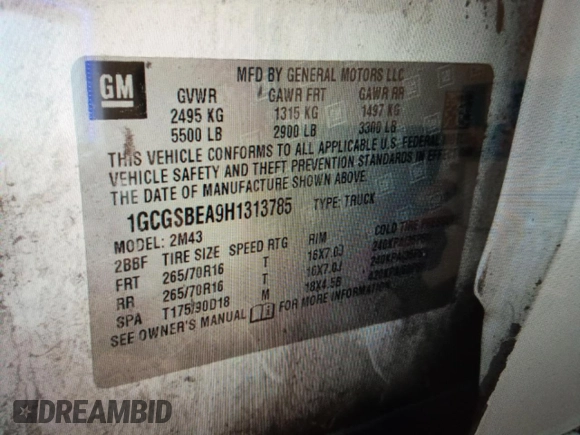 GM
MFD BY GENERAL MOTORS LLC
GVWR GAWR FRT GAWR RR
2495 KG 1315 KG 1497 KG
5500 LB 2900 LB 3300 LB
THIS VEHICLE CONFORMS TO ALL APPLICABLE U.S. FEDERAL
VEHICLE SAFETY AND THEFT PREVENTION STANDARDS IN EFFECT
THE DATE OF MANUFACTURE SHOWN ABOVE.
1GCGSBEA9H1313785 TYPE: TRUCK
MODEL: 2M43
2BBF TIRE SIZE SPEED RTG RIM COLD TIRE
FRT 265/70R16 T 16X7.0J
RR 265/70R16 T 16X7.0J
SPA T175/90D18 M 18X4.5B
SEE OWNER'S MANUAL FOR MORE INFORMATION.
DREAMBID